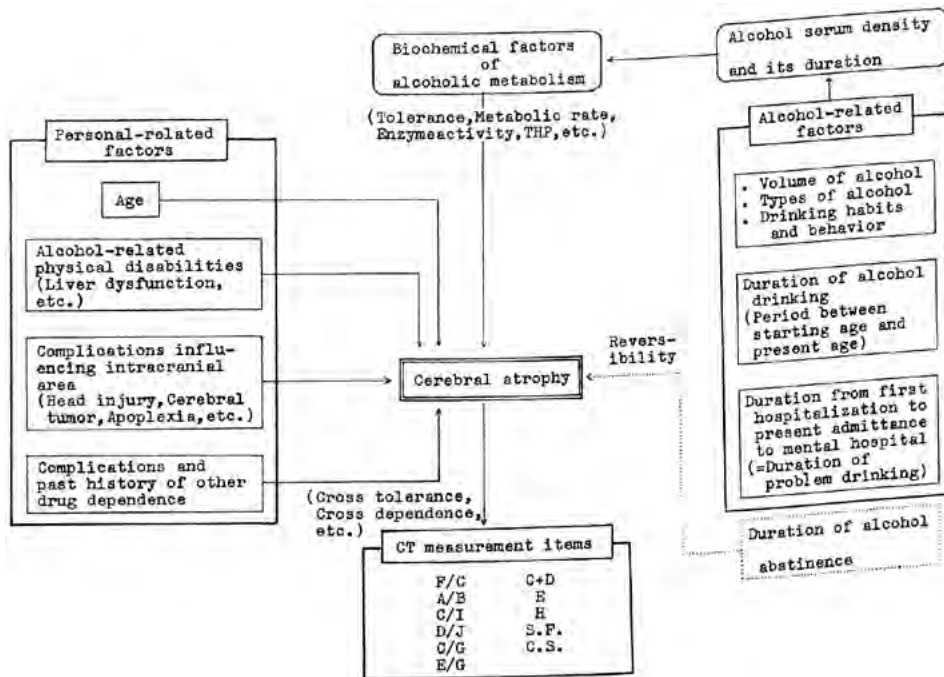 Biochemical factors
of
alcoholic metabolism
(Tolerance,Metabolic rate,
Enzymeactivity,THP,etc.)
Alcohol serum density
and its duration
Alcohol-related
factors
• Volume of alcohol
• Types of alcohol
• Drinking habits
and behavior
Duration of alcohol
drinking
(Period between
starting age and
present age)
Duration from first
hospitalization to
present admittance
to mental hospital
(=Duration of
problem drinking)
Duration of alcohol
abstinence
Personal-related
factors
Age
Alcohol-related
physical disabilities
(Liver dysfunction,
etc.)
Complications influ-
encing intracranial
area
(Head injury,Cerebral
tumor,Apoplexia,etc.)
Complications and
past history of other
drug dependence
(Cross tolerance,
Cross dependence,
etc.)
Cerebral atrophy
Revers-
ibility
CT measurement items
F/C
A/B
C/I
D/J
C/G
E/G
C+D
E
H
S.F.
C.S.